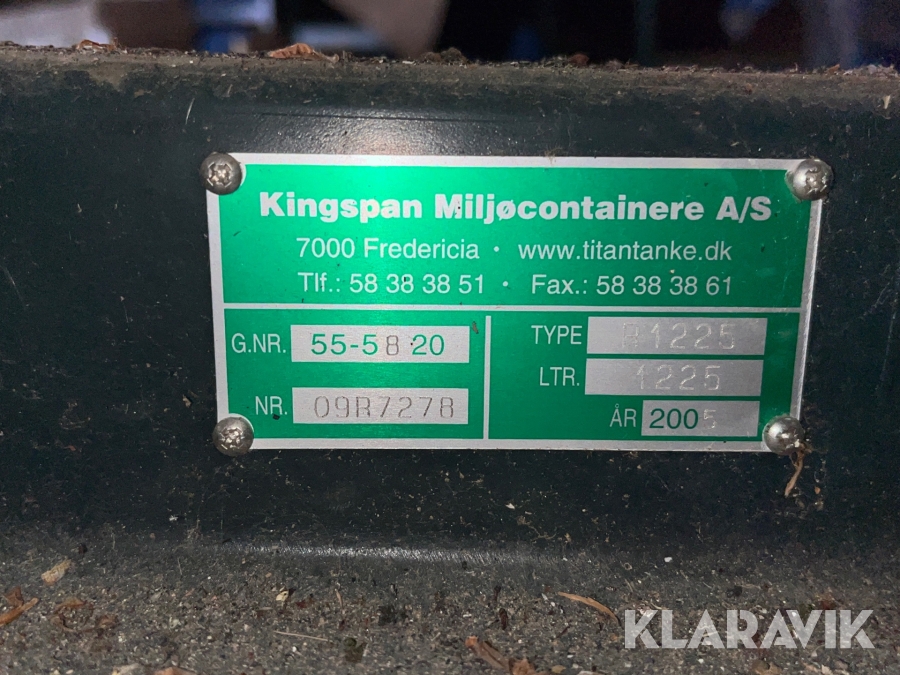 Kingspan Miljøcontainere A/S
7000 Fredericia · www.titantanke.dk
Tlf.: 58 38 38 51 · Fax.: 58 38 38 61
G.NR. 55-58 20
NR. 09R7278
TYPE R1225
LTR. 1225
ÅR 2005
KLARAVIK